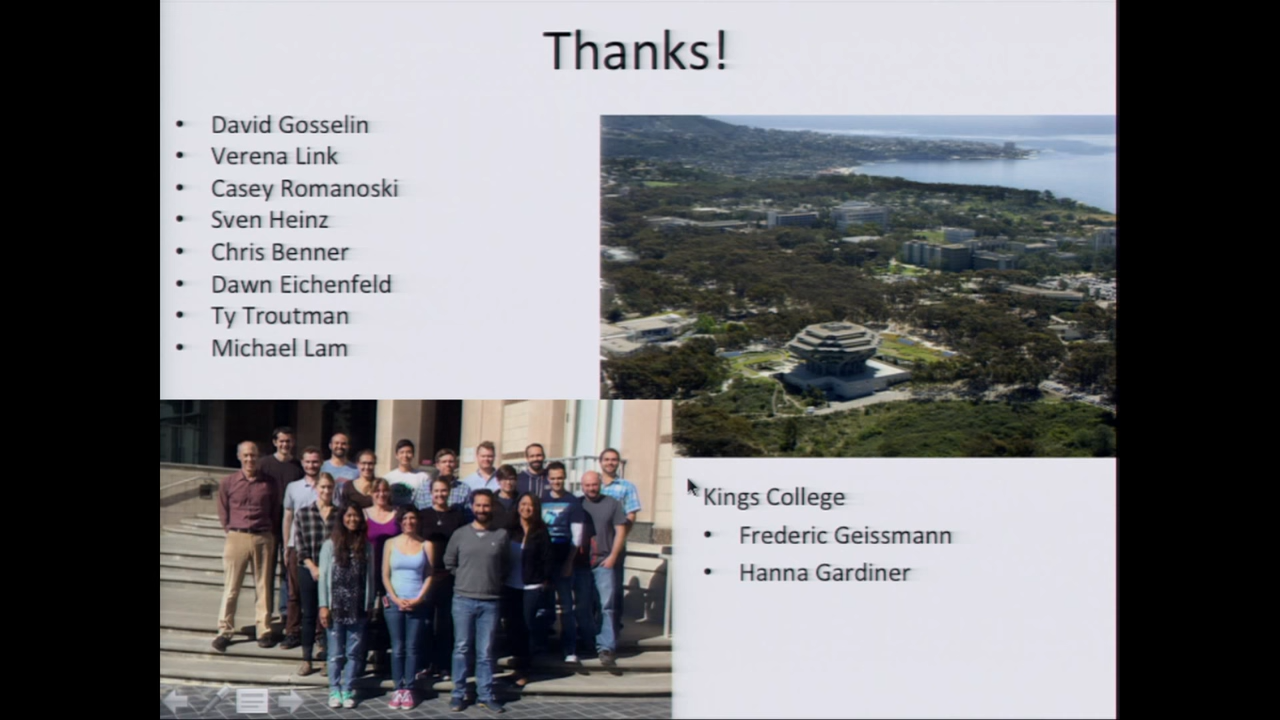 Thanks!
• David Gosselin
• Verena Link
• Casey Romanoski
• Sven Heinz
• Chris Benner
• Dawn Eichenfeld
• Ty Troutman
• Michael Lam
Kings College
• Frederic Geissmann
• Hanna Gardiner